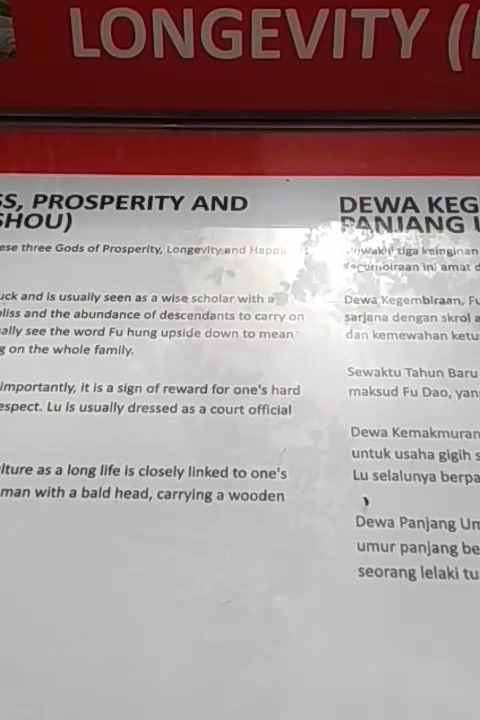 LONGEVITY (
SS, PROSPERITY AND
SHOU)
ese three Gods of Prosperity, Longevity and Happi
uck and is usually seen as a wise scholar with a
bliss and the abundance of descendants to carry on
ally see the word Fu hung upside down to mean
g on the whole family.
importantly, it is a sign of reward for one's hard
espect. Lu is usually dressed as a court official
lture as a long life is closely linked to one's
man with a bald head, carrying a wooden
DEWA KEG
PANJANG U
tiga keinginan
ini amat d
Dewa Kegembiraan, Fu
sarjana dengan skrol a
dan kemewahan ketu
Sewaktu Tahun Baru
maksud Fu Dao, yan
Dewa Kemakmuran
untuk usaha gigih s
Lu selalunya berpa
Dewa Panjang Um
umur panjang be
seorang lelaki tu